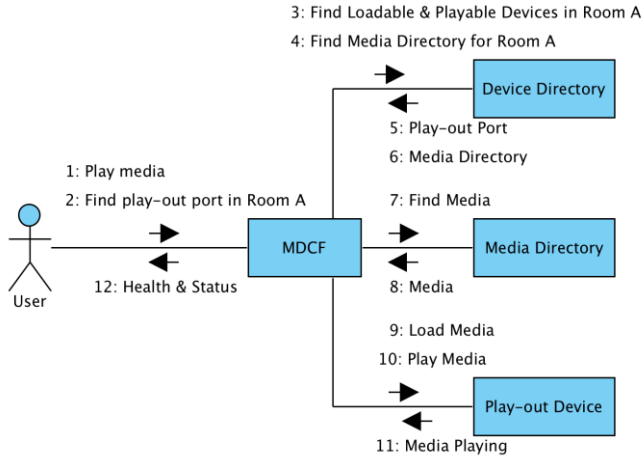 3: Find Loadable & Playable Devices in Room A
4: Find Media Directory for Room A
Device Directory
5: Play-out Port
6: Media Directory
1: Play media
2: Find play-out port in Room A
7: Find Media
User
MDCF
Media Directory
12: Health & Status
8: Media
9: Load Media
10: Play Media
Play-out Device
11: Media Playing